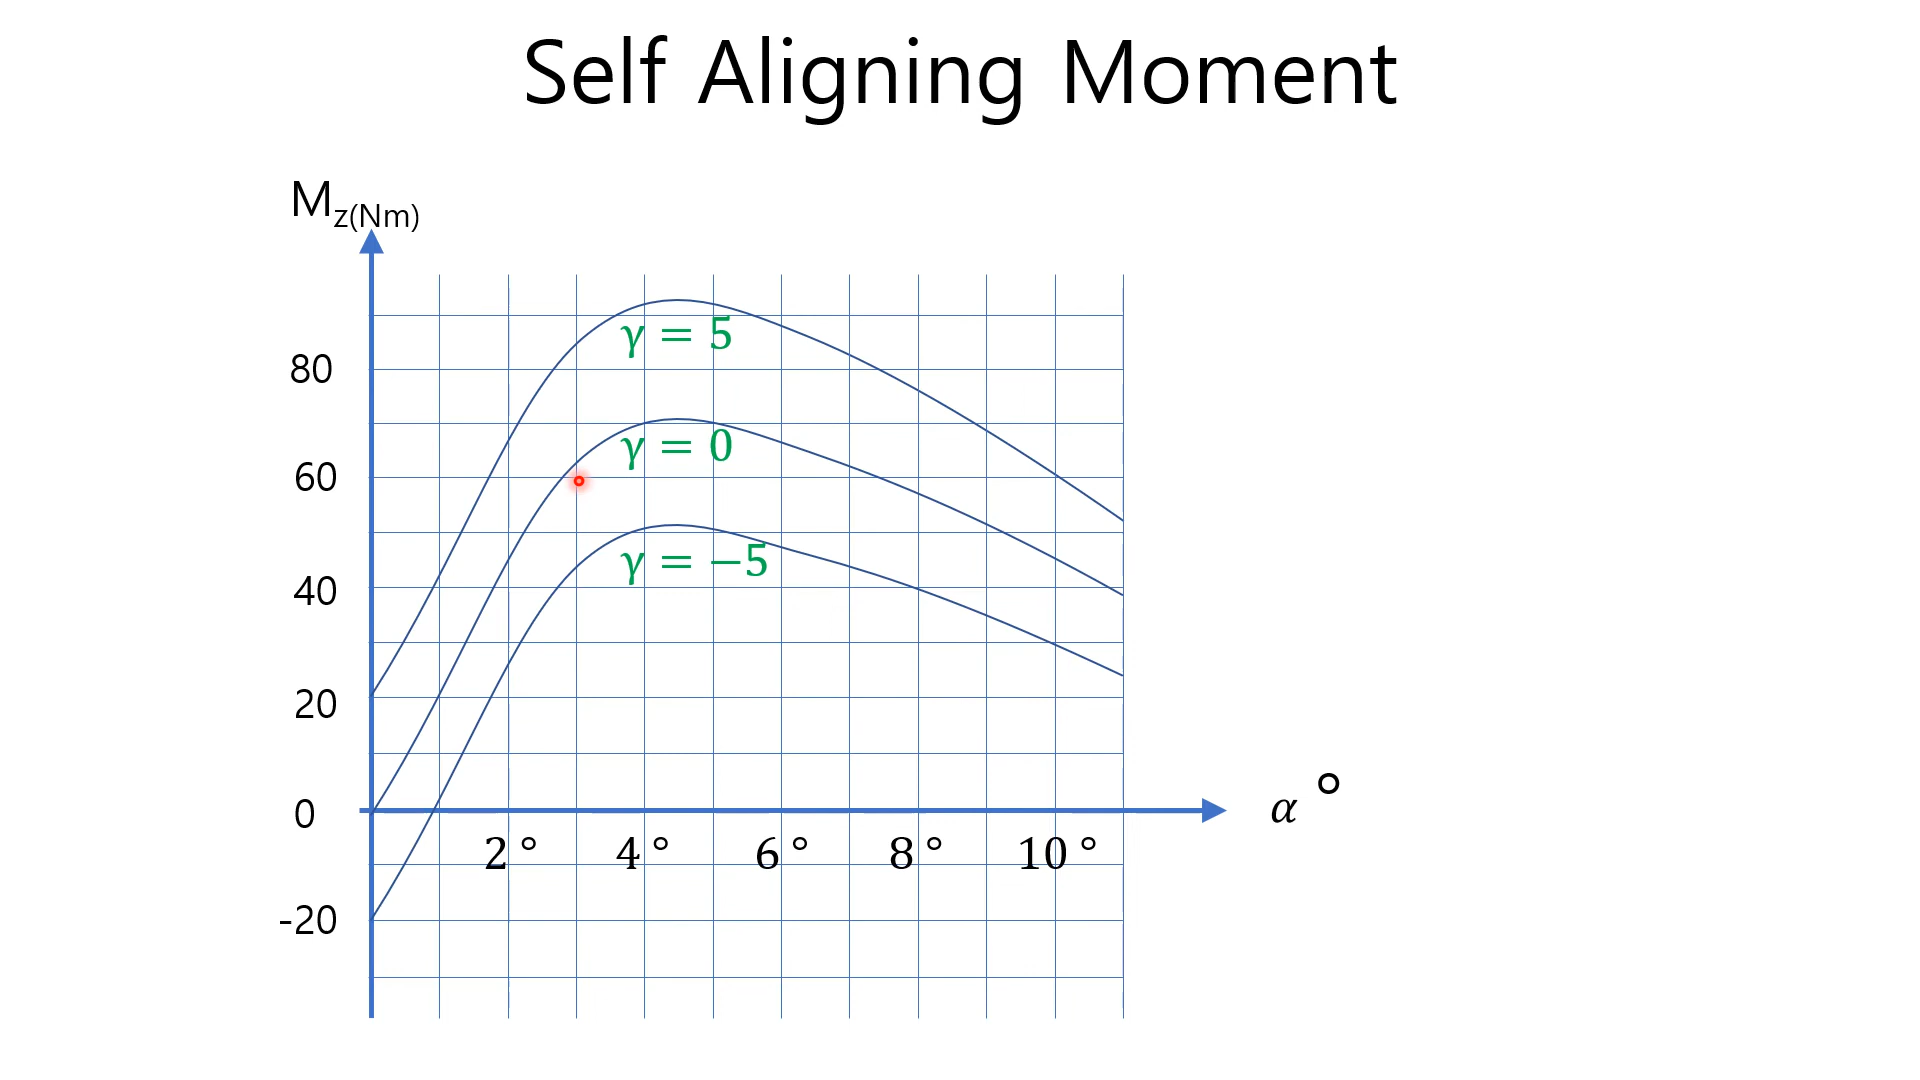 Self Aligning Moment
Mz(Nm)
γ = 5
80
γ = 0
60
γ = −5
40
20
0
α °
2 ° 4 ° 6 ° 8 ° 10 °
-20